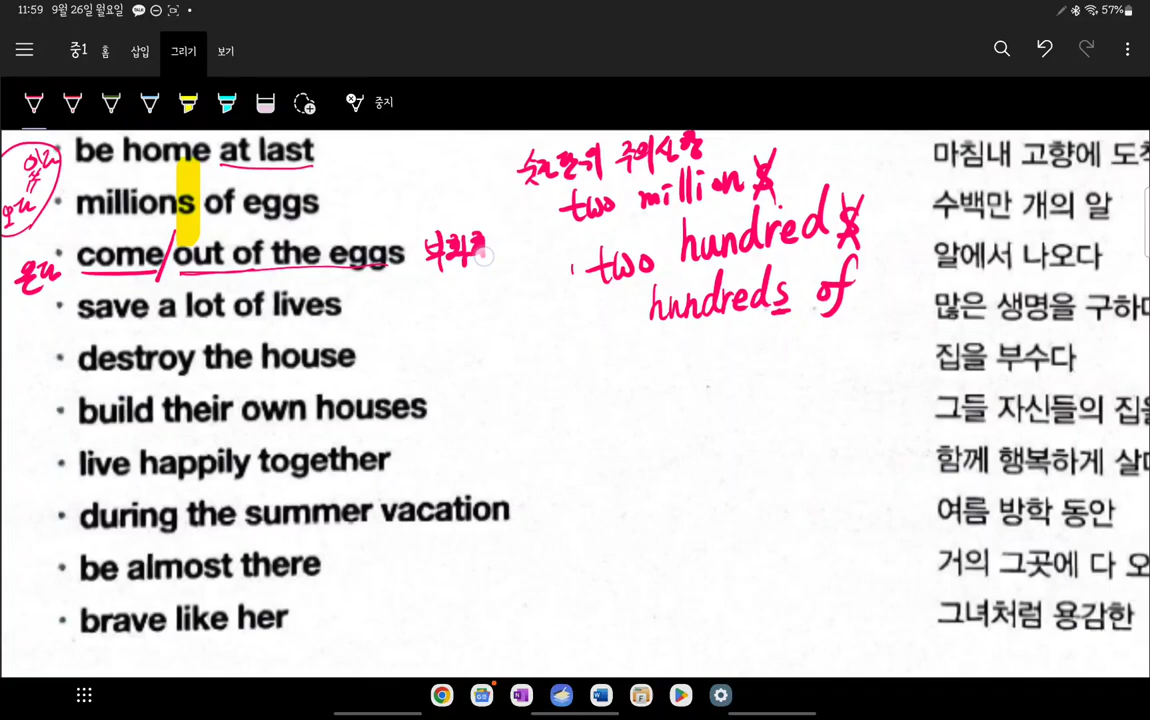 11:59 9월 26일 월요일 57%
중1 홈 삽입 그리기 보기
중지
be home at last
millions of eggs
come/out of the eggs
save a lot of lives
destroy the house
build their own houses
live happily together
during the summer vacation
be almost there
brave like her
오다
온다
숫자단위 주의사항
two millions
two hundreds
hundreds of
마침내 고향에 도
수백만 개의 알
알에서 나오다
많은 생명을 구하
집을 부수다
그들 자신들의 집을
함께 행복하게 살
여름 방학 동안
거의 그곳에 다 오
그녀처럼 용감한